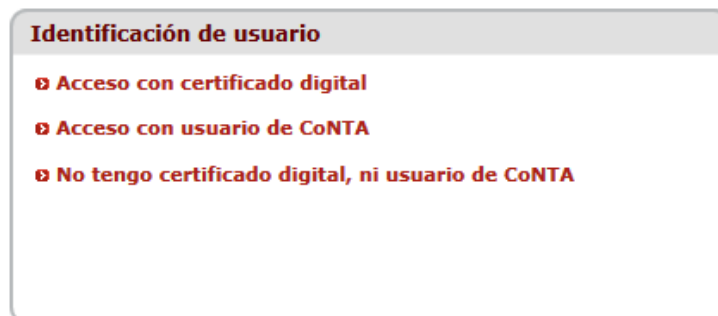 Identificación de usuario
Acceso con certificado digital
Acceso con usuario de CoNTA
No tengo certificado digital, ni usuario de CoNTA